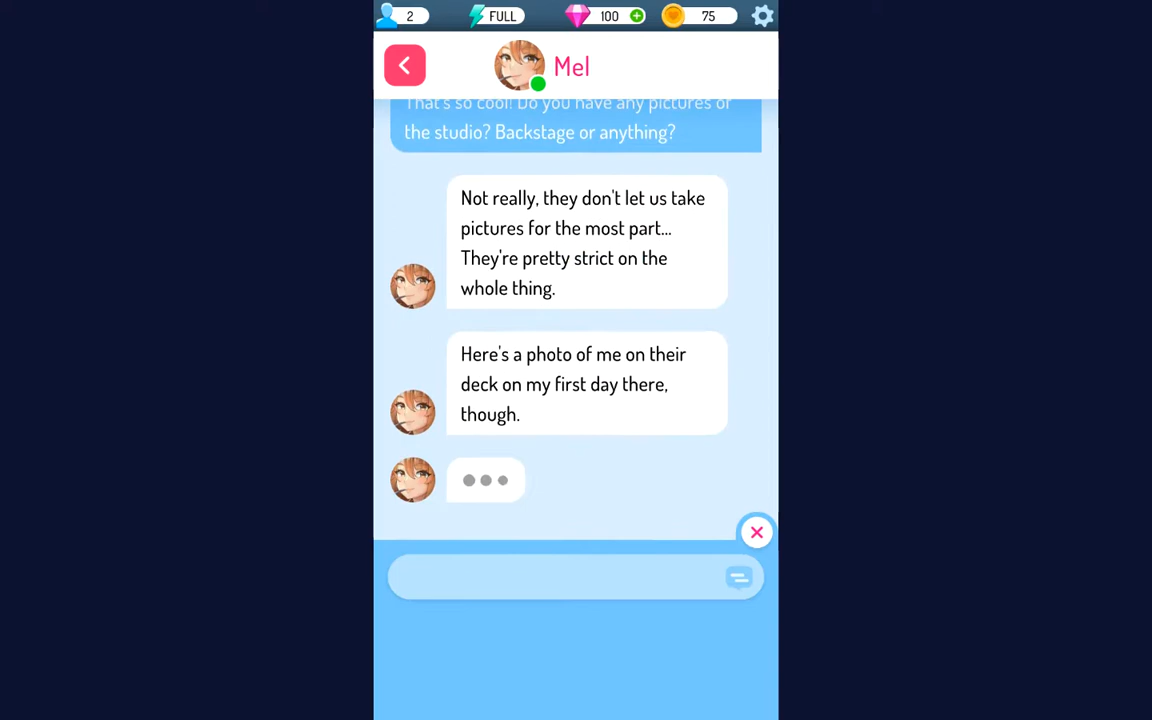 2
FULL
100
75
Mel
That's so cool! Do you have any pictures of
the studio? Backstage or anything?
Not really, they don't let us take
pictures for the most part...
They're pretty strict on the
whole thing.
Here's a photo of me on their
deck on my first day there,
though.